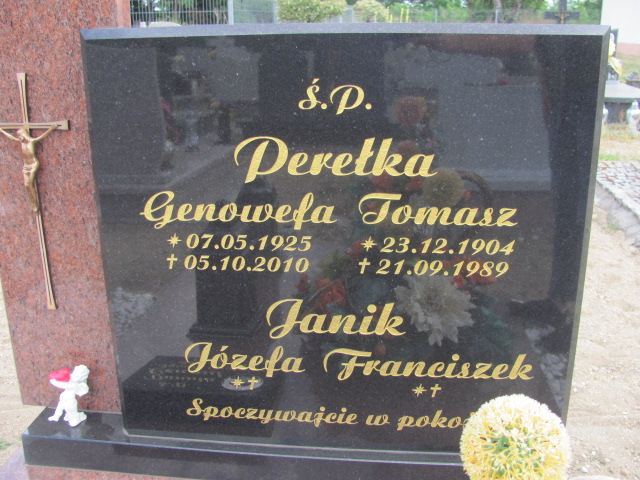 Ś.P.
Perełka
Genowefa Tomasz
* 07.05.1925 * 23.12.1904
† 05.10.2010 † 21.09.1989
Janik
Józefa Franciszek
*† *†
Spoczywajcie w